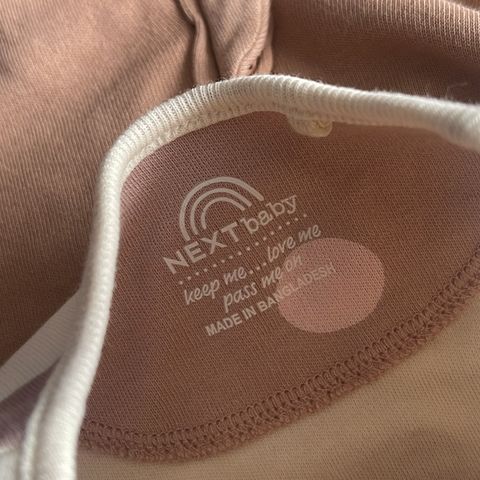 NEXT baby
keep me... love me
pass me on
MADE IN BANGLADESH